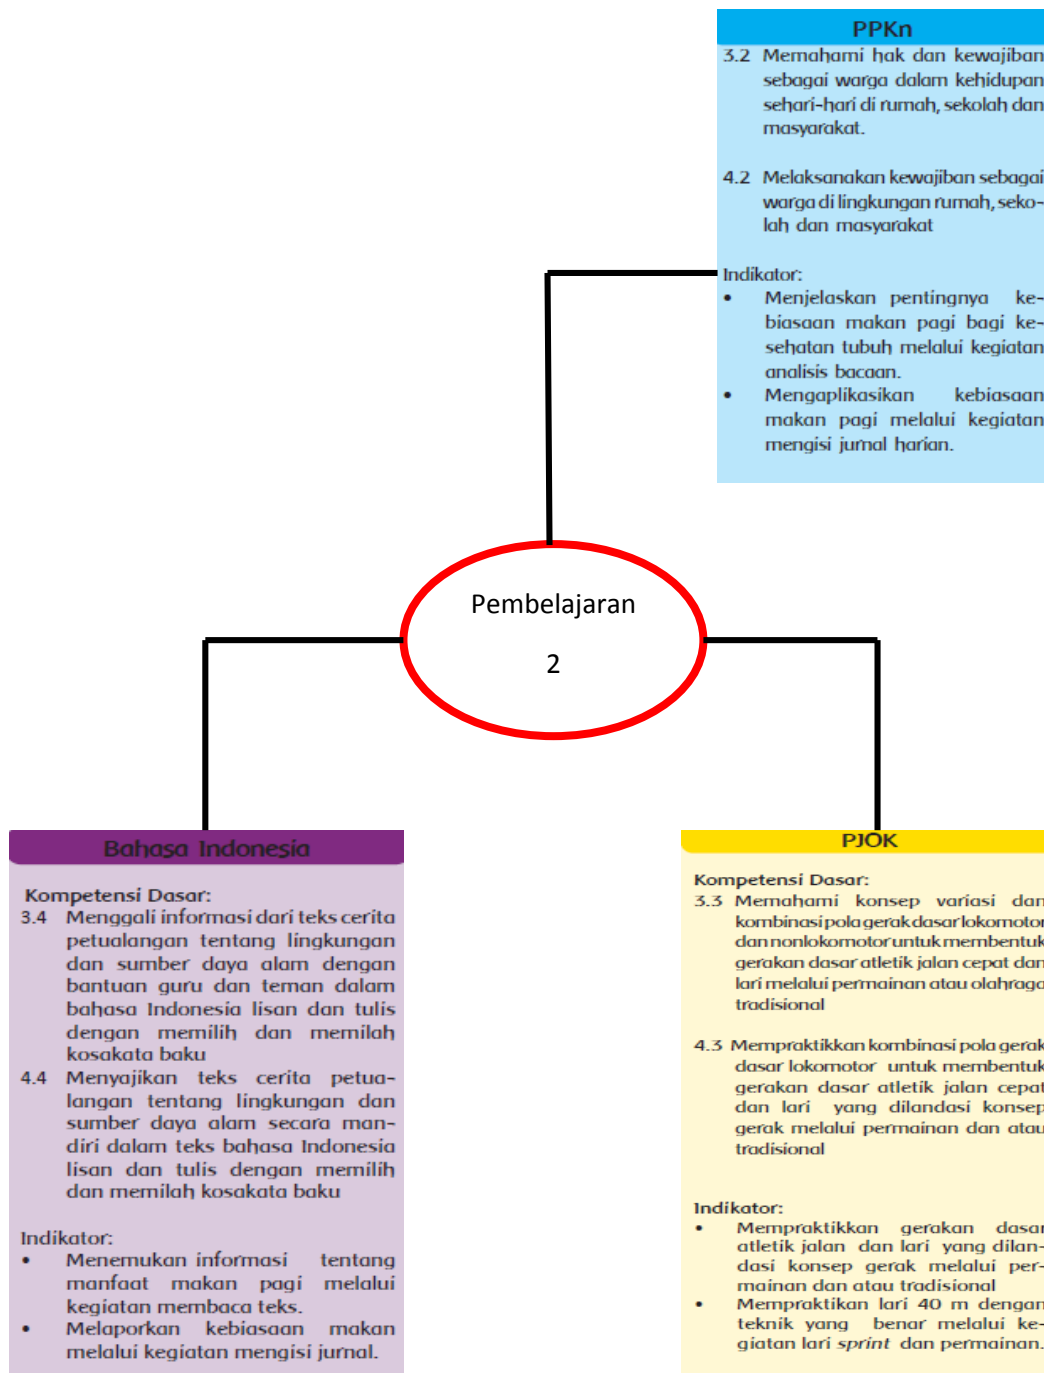 PPKn
3.2 Memahami hak dan kewajiban
sebagai warga dalam kehidupan
sehari-hari di rumah, sekolah dan
masyarakat.
4.2 Melaksanakan kewajiban sebagai
warga di lingkungan rumah, seko-
lah dan masyarakat
Indikator:
• Menjelaskan pentingnya ke-
biasaan makan pagi bagi ke-
sehatan tubuh melalui kegiatan
analisis bacaan.
• Mengaplikasikan kebiasaan
makan pagi melalui kegiatan
mengisi jurnal harian.
Pembelajaran
2
Bahasa Indonesia
Kompetensi Dasar:
3.4 Menggali informasi dari teks cerita
petualangan tentang lingkungan
dan sumber daya alam dengan
bantuan guru dan teman dalam
bahasa Indonesia lisan dan tulis
dengan memilih dan memilah
kosakata baku
4.4 Menyajikan teks cerita petua-
langan tentang lingkungan dan
sumber daya alam secara man-
diri dalam teks bahasa Indonesia
lisan dan tulis dengan memilih
dan memilah kosakata baku
Indikator:
• Menemukan informasi tentang
manfaat makan pagi melalui
kegiatan membaca teks.
• Melaporkan kebiasaan makan
melalui kegiatan mengisi jurnal.
PJOK
Kompetensi Dasar:
3.3 Memahami konsep variasi dan
kombinasi pola gerak dasar lokomotor
dan nonlokomotor untuk membentuk
gerakan dasar atletik jalan cepat dan
lari melalui permainan atau olahraga
tradisional
4.3 Mempraktikkan kombinasi pola gerak
dasar lokomotor untuk membentuk
gerakan dasar atletik jalan cepat
dan lari yang dilandasi konsep
gerak melalui permainan dan atau
tradisional
Indikator:
• Mempraktikkan gerakan dasar
atletik jalan dan lari yang dilan-
dasi konsep gerak melalui per-
mainan dan atau tradisional
• Mempraktikan lari 40 m dengan
teknik yang benar melalui ke-
giatan lari sprint dan permainan.